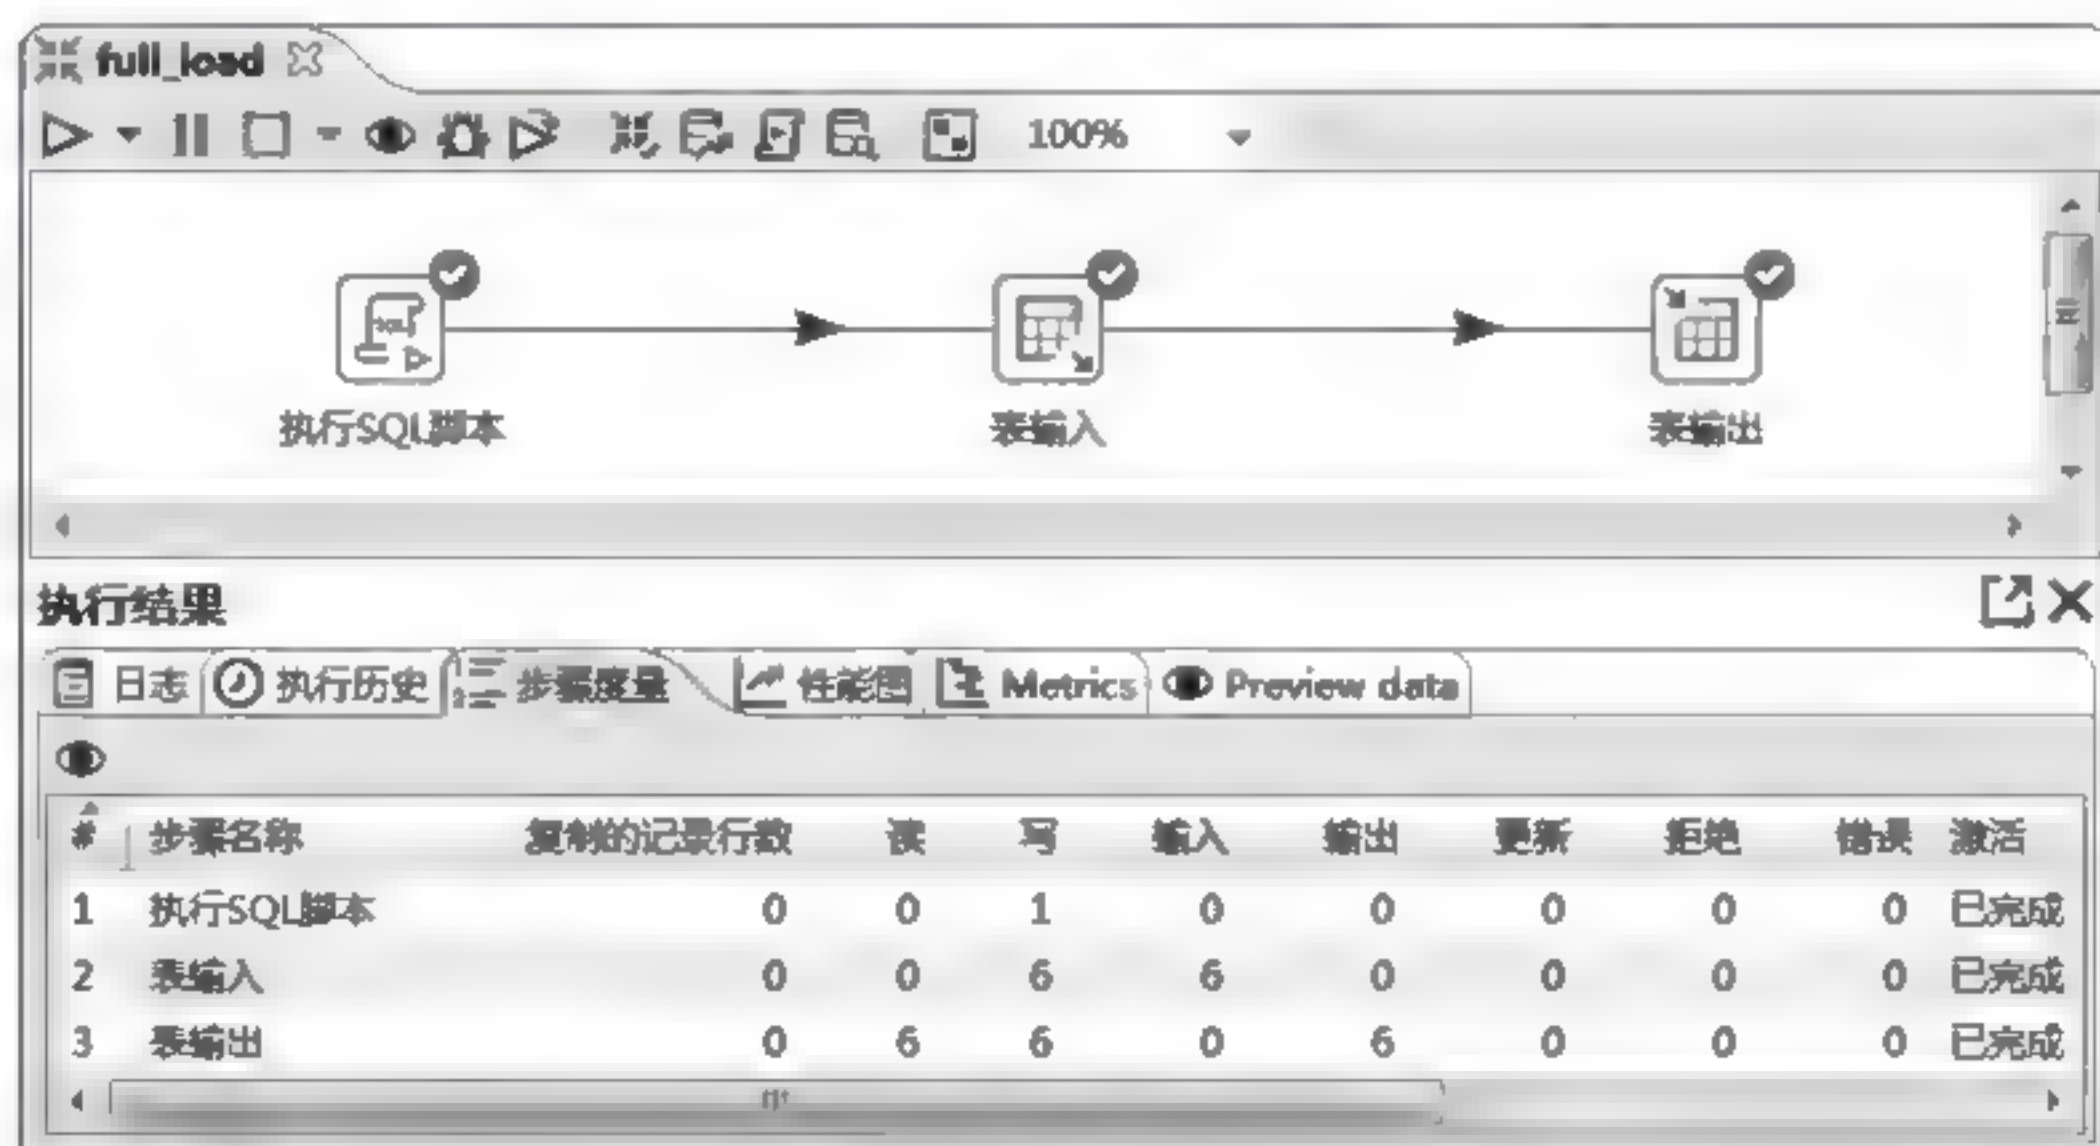 full_load
100%
执行SQL脚本 表输入 表输出
执行结果
日志 执行历史 步骤度量 性能图 Metrics Preview data
# 步骤名称 复制的记录行数 读 写 输入 输出 更新 拒绝 错误 激活
1 执行SQL脚本 0 0 1 0 0 0 0 0 已完成
2 表输入 0 0 6 6 0 0 0 0 已完成
3 表输出 0 6 6 0 6 0 0 0 已完成